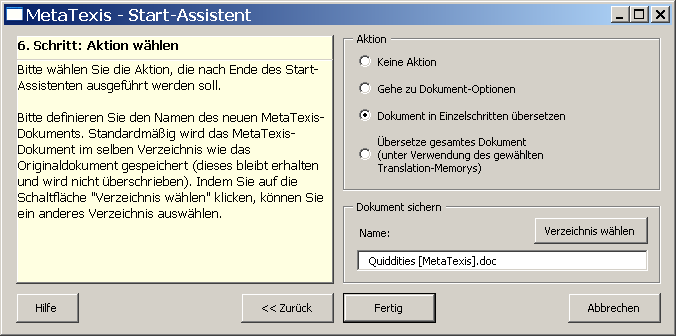 MetaTexis - Start-Assistent
6. Schritt: Aktion wählen
Bitte wählen Sie die Aktion, die nach Ende des Start-
Assistenten ausgeführt werden soll.
Bitte definieren Sie den Namen des neuen MetaTexis-
Dokuments. Standardmäßig wird das MetaTexis-
Dokument im selben Verzeichnis wie das
Originaldokument gespeichert (dieses bleibt erhalten
und wird nicht überschrieben). Indem Sie auf die
Schaltfläche "Verzeichnis wählen" klicken, können Sie
ein anderes Verzeichnis auswählen.
Aktion
Keine Aktion
Gehe zu Dokument-Optionen
Dokument in Einzelschritten übersetzen
Übersetze gesamtes Dokument
(unter Verwendung des gewählten
Translation-Memorys)
Dokument sichern
Name:
Verzeichnis wählen
Quiddities [MetaTexis].doc
Hilfe
<< Zurück
Fertig
Abbrechen